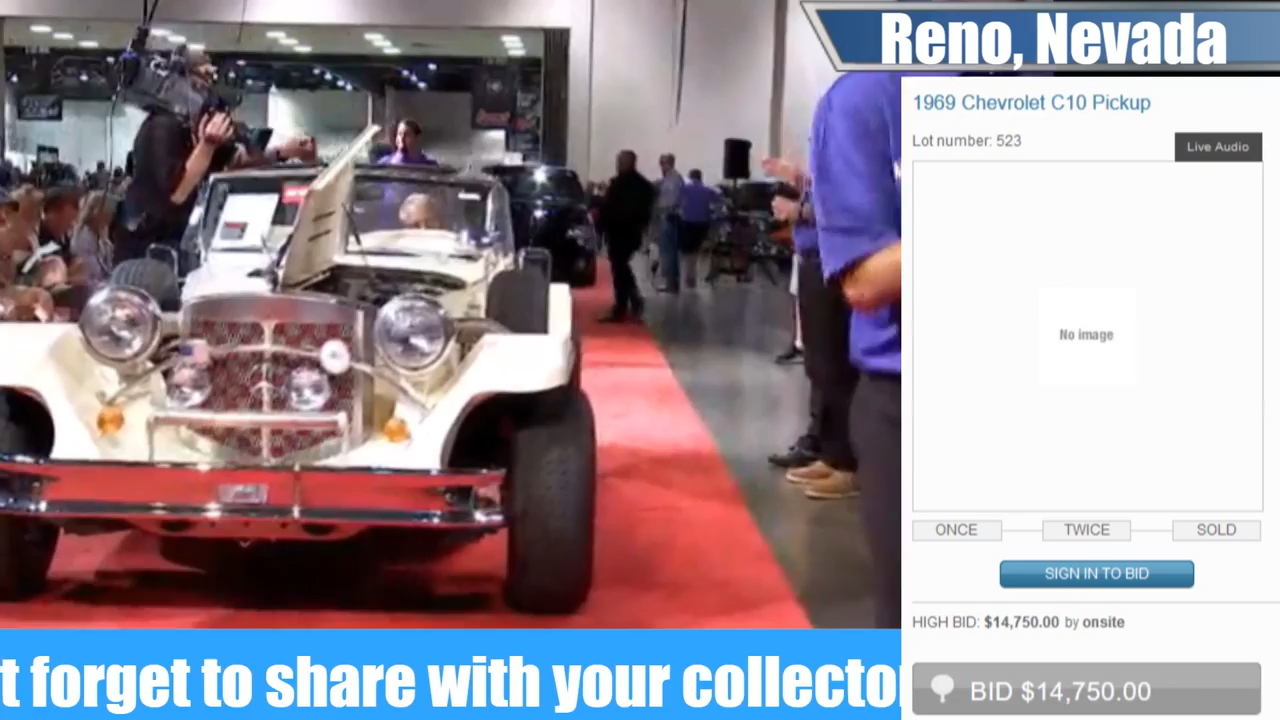 Reno, Nevada
1969 Chevrolet C10 Pickup
Lot number: 523
Live Audio
No image
ONCE
TWICE
SOLD
SIGN IN TO BID
HIGH BID: $14,750.00 by onsite
BID $14,750.00
t forget to share with your collecto